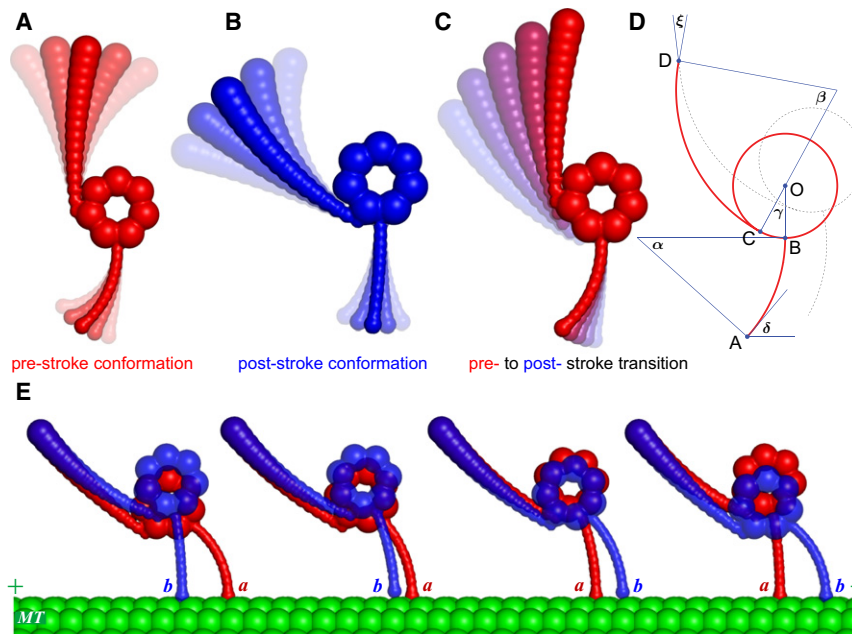 A
B
C
D
ξ
D
β
O
γ
C
B
α
A
δ
pre-stroke conformation
post-stroke conformation
pre- to post- stroke transition
E
b a b a a b a b
+ -
MT